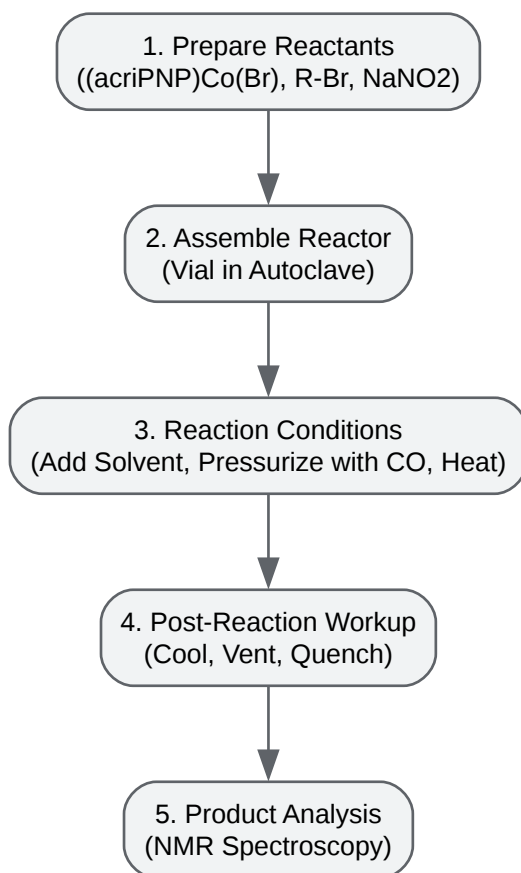 1. Prepare Reactants
((acriPNP)Co(Br), R-Br, NaNO2)
2. Assemble Reactor
(Vial in Autoclave)
3. Reaction Conditions
(Add Solvent, Pressurize with CO, Heat)
4. Post-Reaction Workup
(Cool, Vent, Quench)
5. Product Analysis
(NMR Spectroscopy)